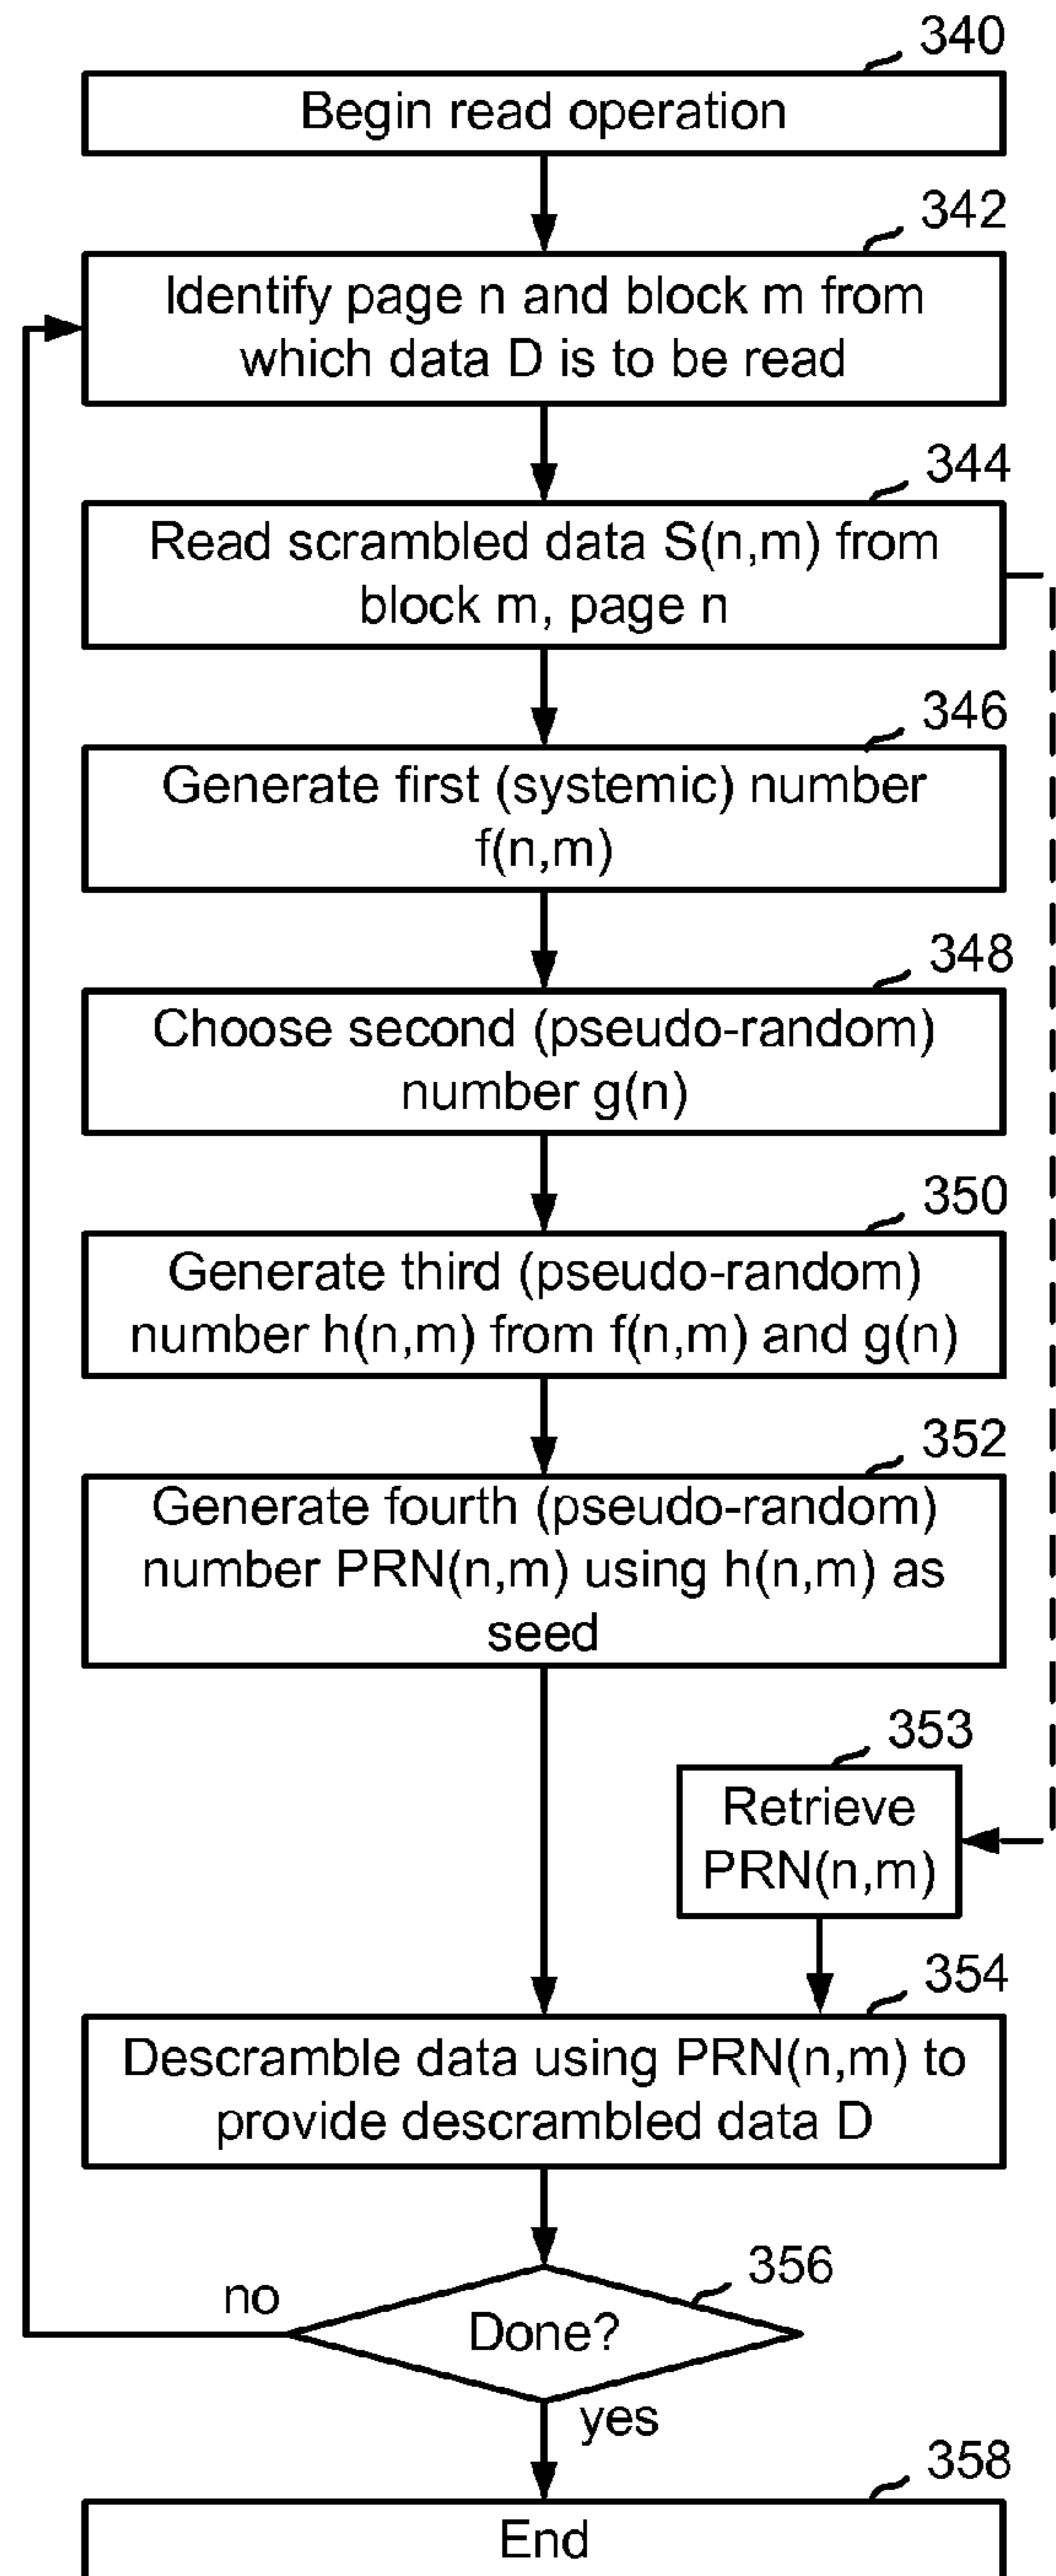 340
Begin read operation
342
Identify page n and block m from
which data D is to be read
344
Read scrambled data S(n,m) from
block m, page n
346
Generate first (systemic) number
f(n,m)
348
Choose second (pseudo-random)
number g(n)
350
Generate third (pseudo-random)
number h(n,m) from f(n,m) and g(n)
352
Generate fourth (pseudo-random)
number PRN(n,m) using h(n,m) as
seed
353
Retrieve
PRN(n,m)
354
Descramble data using PRN(n,m) to
provide descrambled data D
356
no
Done?
yes
358
End